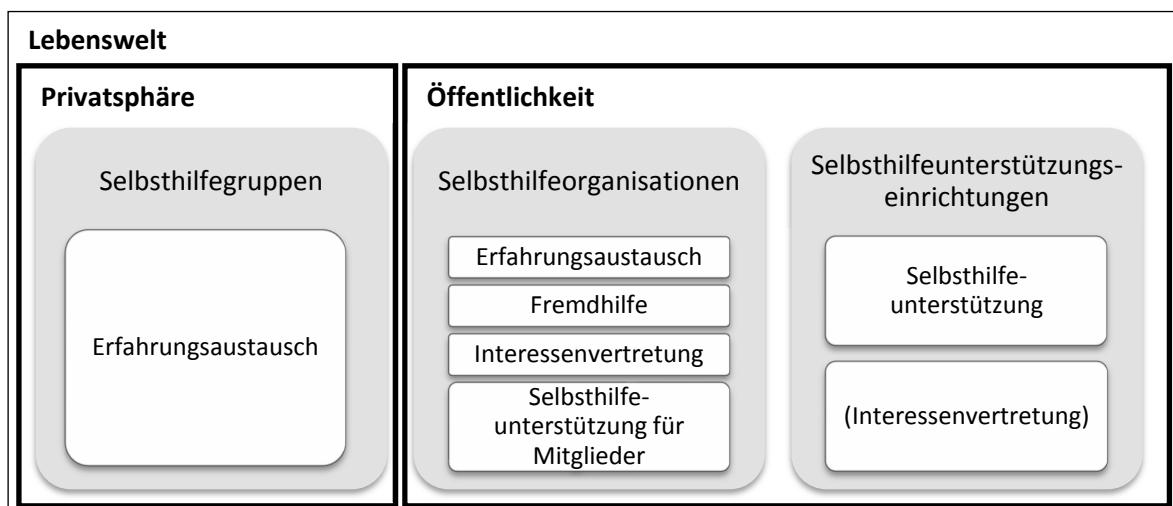 Lebenswelt
Privatsphäre
Selbsthilfegruppen
Erfahrungsaustausch
Öffentlichkeit
Selbsthilfeorganisationen
Erfahrungsaustausch
Fremdhilfe
Interessenvertretung
Selbsthilfe-
unterstützung für
Mitglieder
Selbsthilfeunterstützungs-
einrichtungen
Selbsthilfe-
unterstützung
(Interessenvertretung)